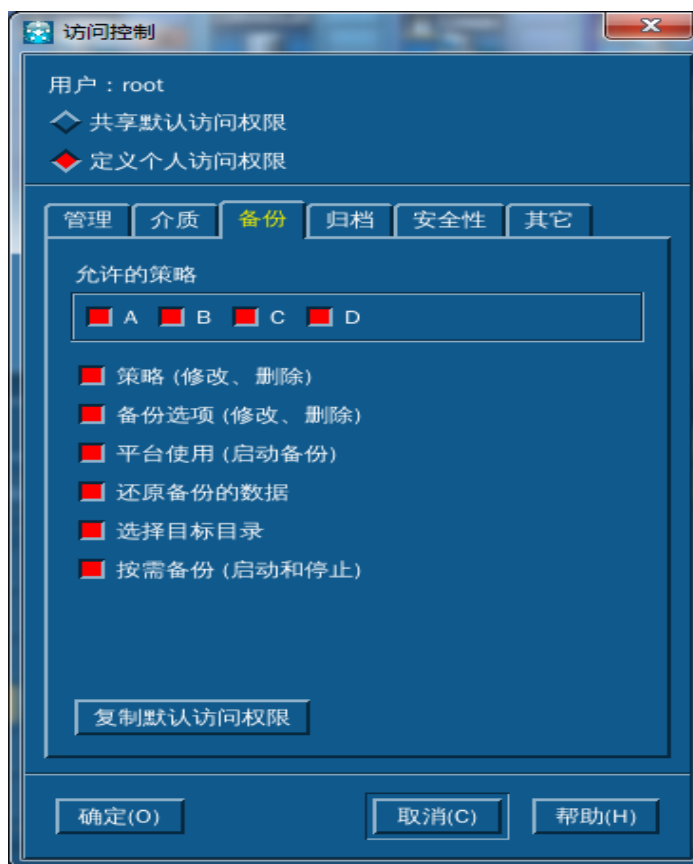 访问控制
用户：root
共享默认访问权限
定义个人访问权限
管理 介质 备份 归档 安全性 其它
允许的策略
A B C D
策略 (修改、删除)
备份选项 (修改、删除)
平台使用 (启动备份)
还原备份的数据
选择目标目录
按需备份 (启动和停止)
复制默认访问权限
确定(O) 取消(C) 帮助(H)